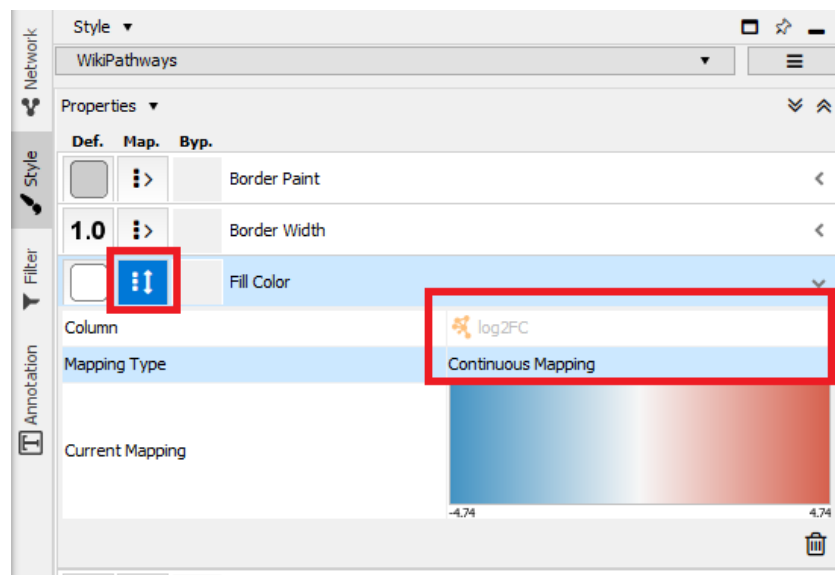 Style
WikiPathways
Properties
Def. Map. Byp.
Border Paint
1.0 Border Width
Fill Color
Column log2FC
Mapping Type Continuous Mapping
Current Mapping
-4.74 4.74
Network
Style
Filter
Annotation